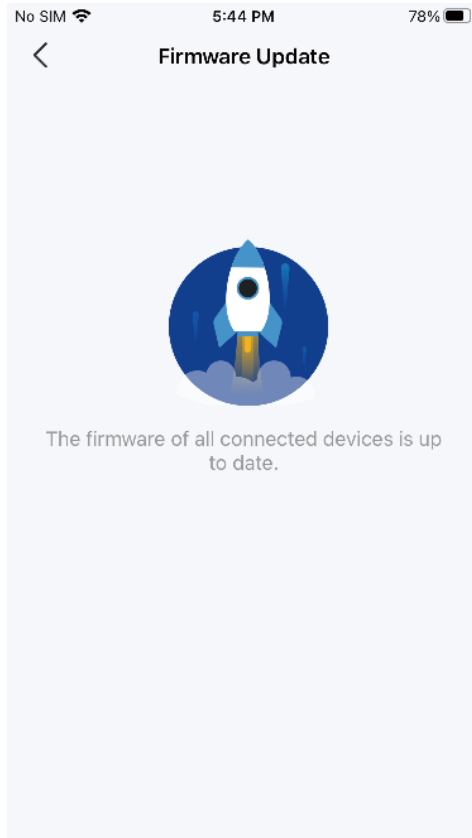 No SIM 5:44 PM 78%
Firmware Update
The firmware of all connected devices is up
to date.